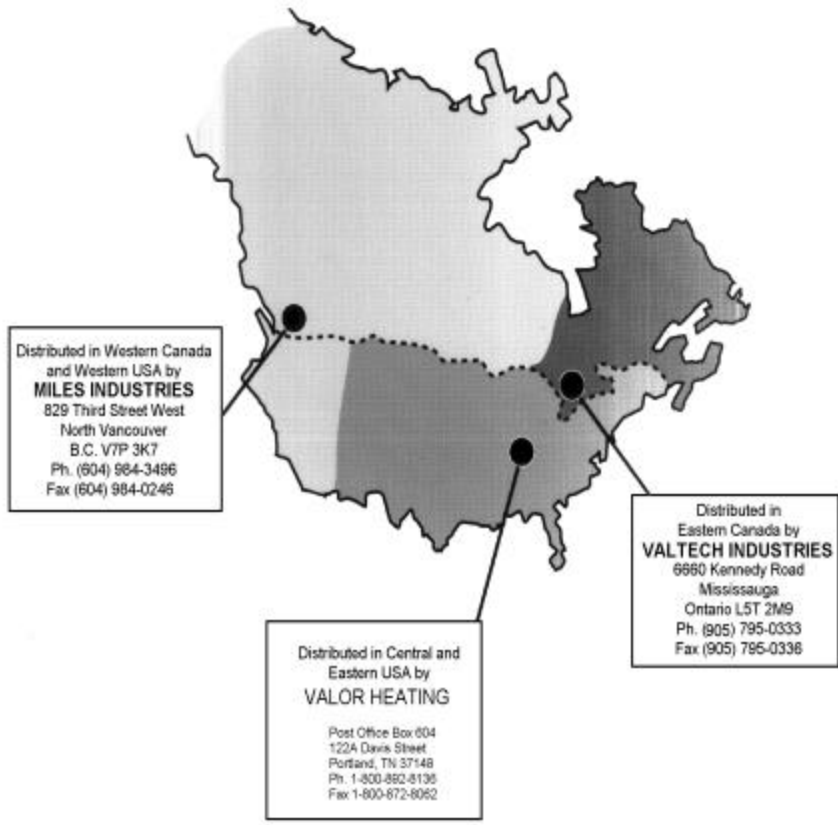 Distributed in Western Canada
and Western USA by
MILES INDUSTRIES
829 Third Street West
North Vancouver
B.C. V7P 3K7
Ph. (604) 984-3496
Fax (604) 984-0246
Distributed in
Eastern Canada by
VALTECH INDUSTRIES
6660 Kennedy Road
Mississauga
Ontario L5T 2M9
Ph. (905) 795-0333
Fax (905) 795-0336
Distributed in Central and
Eastern USA by
VALOR HEATING
Post Office Box 604
122A Davis Street
Portland, TN 37148
Ph. 1-800-892-8136
Fax 1-800-872-8062